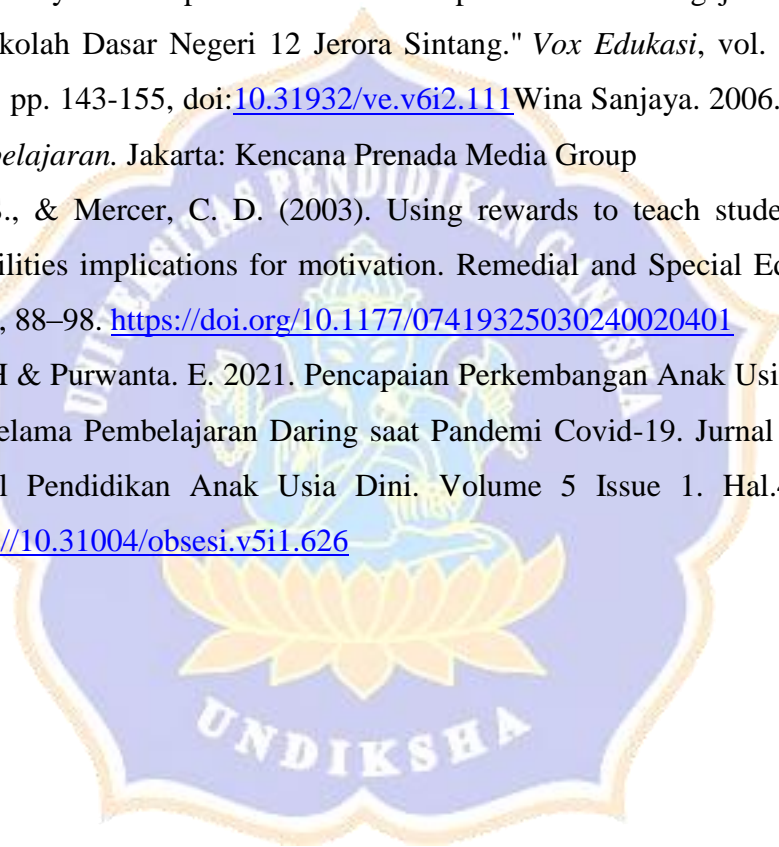 kolah Dasar Negeri 12 Jerora Sintang." Vox Edukasi, vol.
pp. 143-155, doi:10.31932/ve.v6i2.111Wina Sanjaya. 2006.
belajaran. Jakarta: Kencana Prenada Media Group
., & Mercer, C. D. (2003). Using rewards to teach stude
ilities implications for motivation. Remedial and Special Ed
, 88–98. https://doi.org/10.1177/07419325030240020401
H & Purwanta. E. 2021. Pencapaian Perkembangan Anak Usi
elama Pembelajaran Daring saat Pandemi Covid-19. Jurnal
l Pendidikan Anak Usia Dini. Volume 5 Issue 1. Hal.
//10.31004/obsesi.v5i1.626
UNIVERSITAS PENDIDIKAN GANESHA
UNDIKSHA